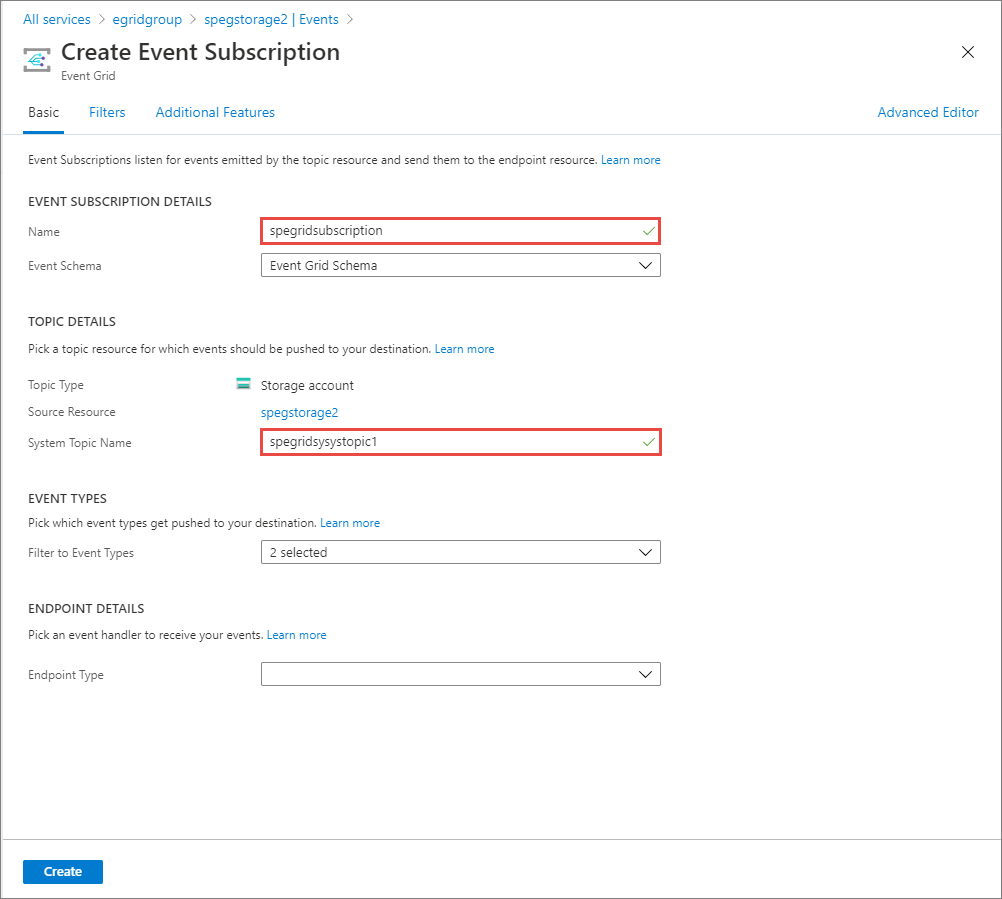 All services > egridgroup > spegstorage2 | Events >
Create Event Subscription
Event Grid
Basic Filters Additional Features Advanced Editor
Event Subscriptions listen for events emitted by the topic resource and send them to the endpoint resource. Learn more
EVENT SUBSCRIPTION DETAILS
Name spegridsubscription
Event Schema Event Grid Schema
TOPIC DETAILS
Pick a topic resource for which events should be pushed to your destination. Learn more
Topic Type Storage account
Source Resource spegstorage2
System Topic Name spegridsysystopic1
EVENT TYPES
Pick which event types get pushed to your destination. Learn more
Filter to Event Types 2 selected
ENDPOINT DETAILS
Pick an event handler to receive your events. Learn more
Endpoint Type
Create